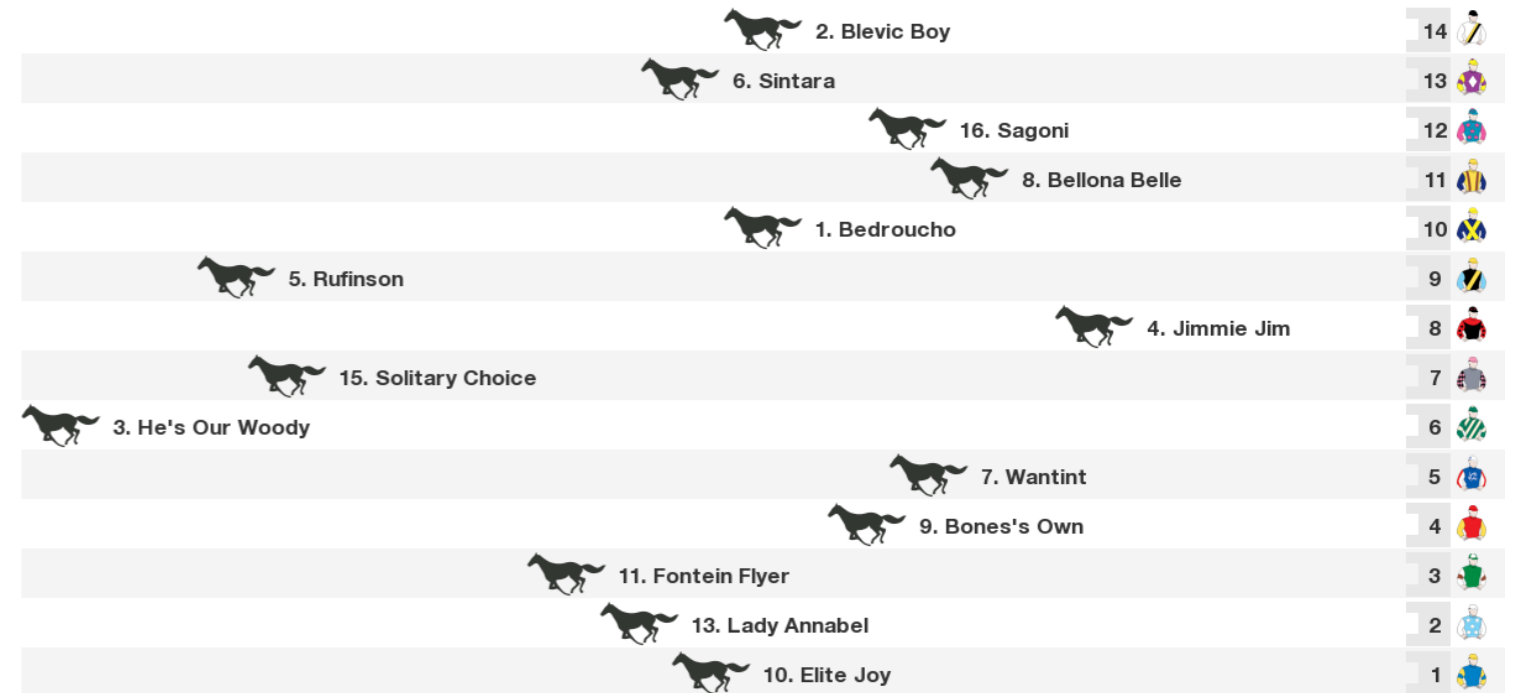 2. Blevic Boy 14
6. Sintara 13
16. Sagoni 12
8. Bellona Belle 11
1. Bedroucho 10
5. Rufinson 9
4. Jimmie Jim 8
15. Solitary Choice 7
3. He's Our Woody 6
7. Wantint 5
9. Bones's Own 4
11. Fontein Flyer 3
13. Lady Annabel 2
10. Elite Joy 1